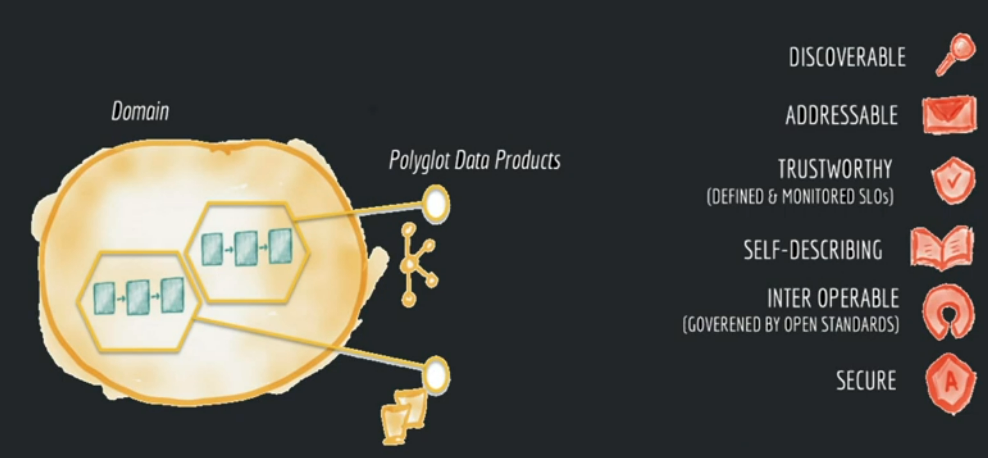 Domain
Polyglot Data Products
DISCOVERABLE
ADDRESSABLE
TRUSTWORTHY
(DEFINED & MONITORED SLOs)
SELF-DESCRIBING
INTER OPERABLE
(GOVERENED BY OPEN STANDARDS)
SECURE
A